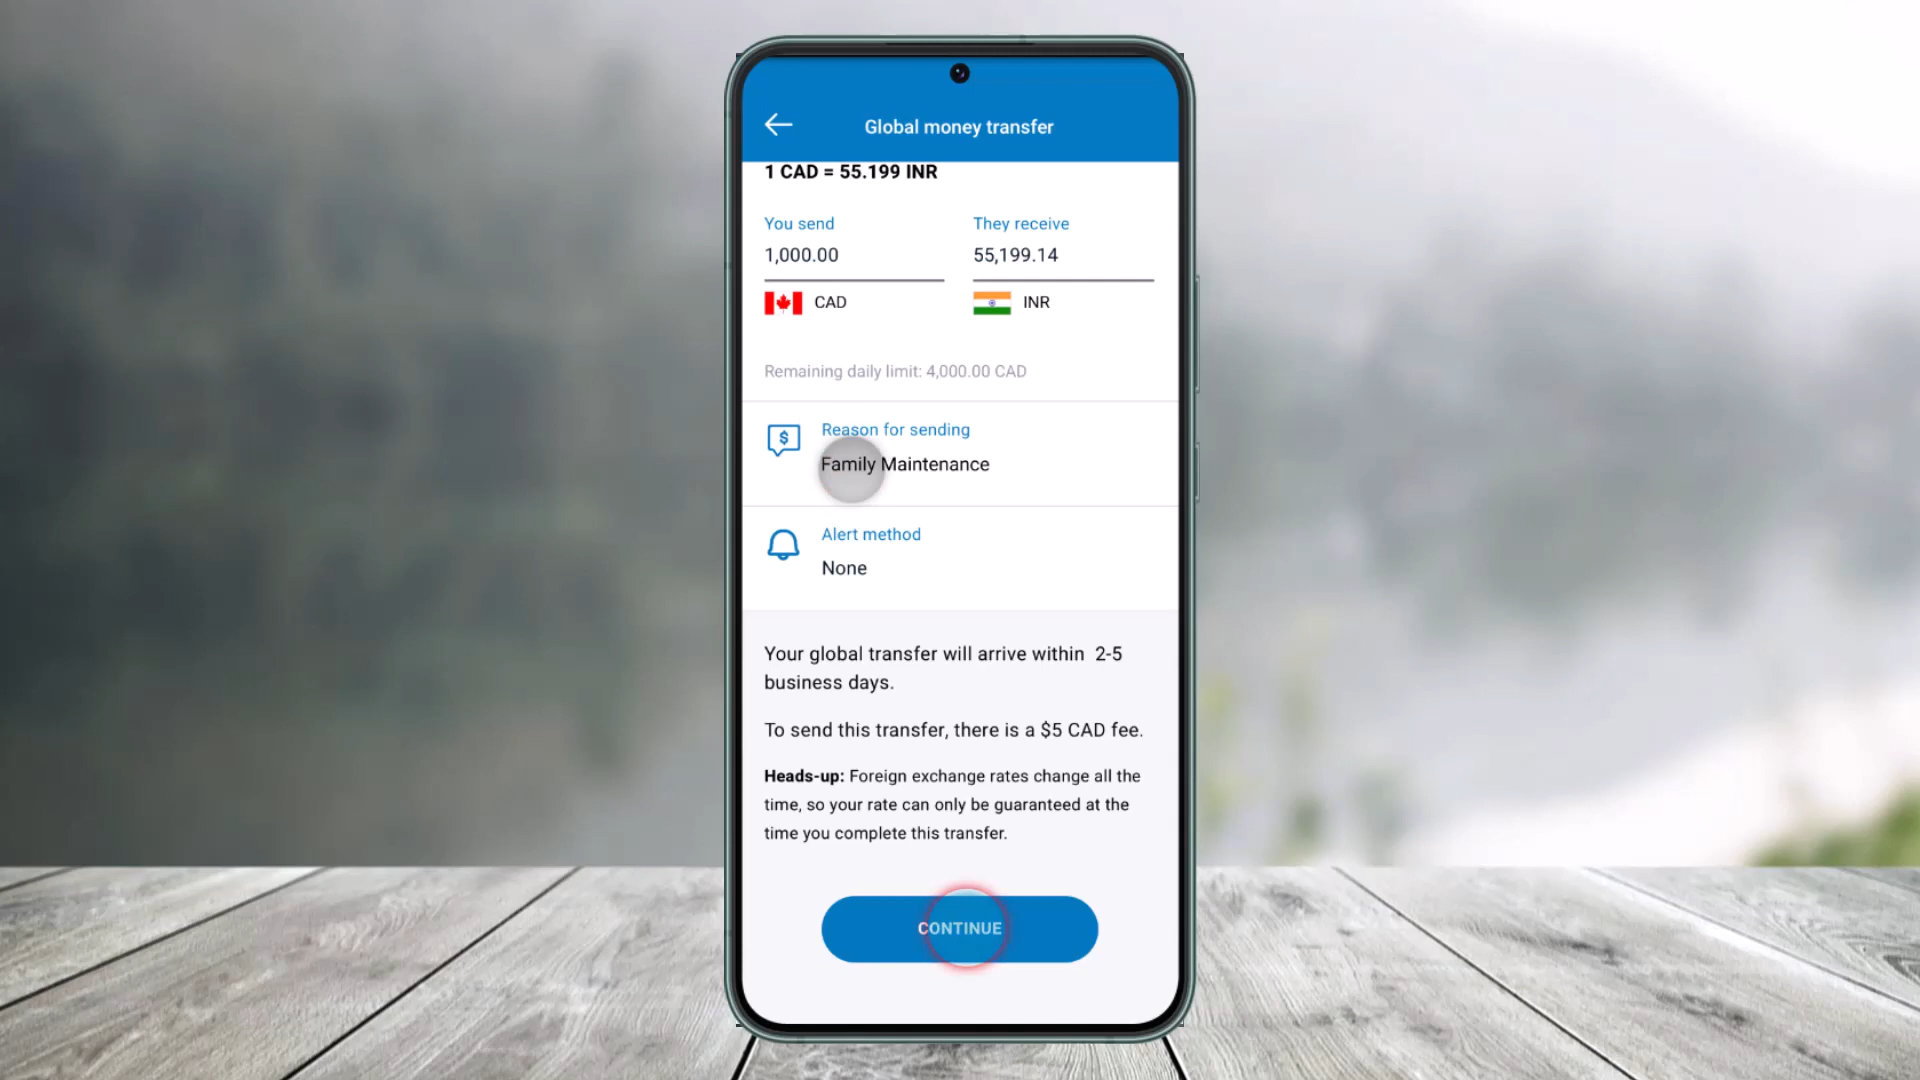 Global money transfer
1 CAD = 55.199 INR
You send
They receive
1,000.00
55,199.14
CAD
INR
Remaining daily limit: 4,000.00 CAD
$
Reason for sending
Family Maintenance
Alert method
None
Your global transfer will arrive within 2-5
business days.
To send this transfer, there is a $5 CAD fee.
Heads-up: Foreign exchange rates change all the
time, so your rate can only be guaranteed at the
time you complete this transfer.
CONTINUE